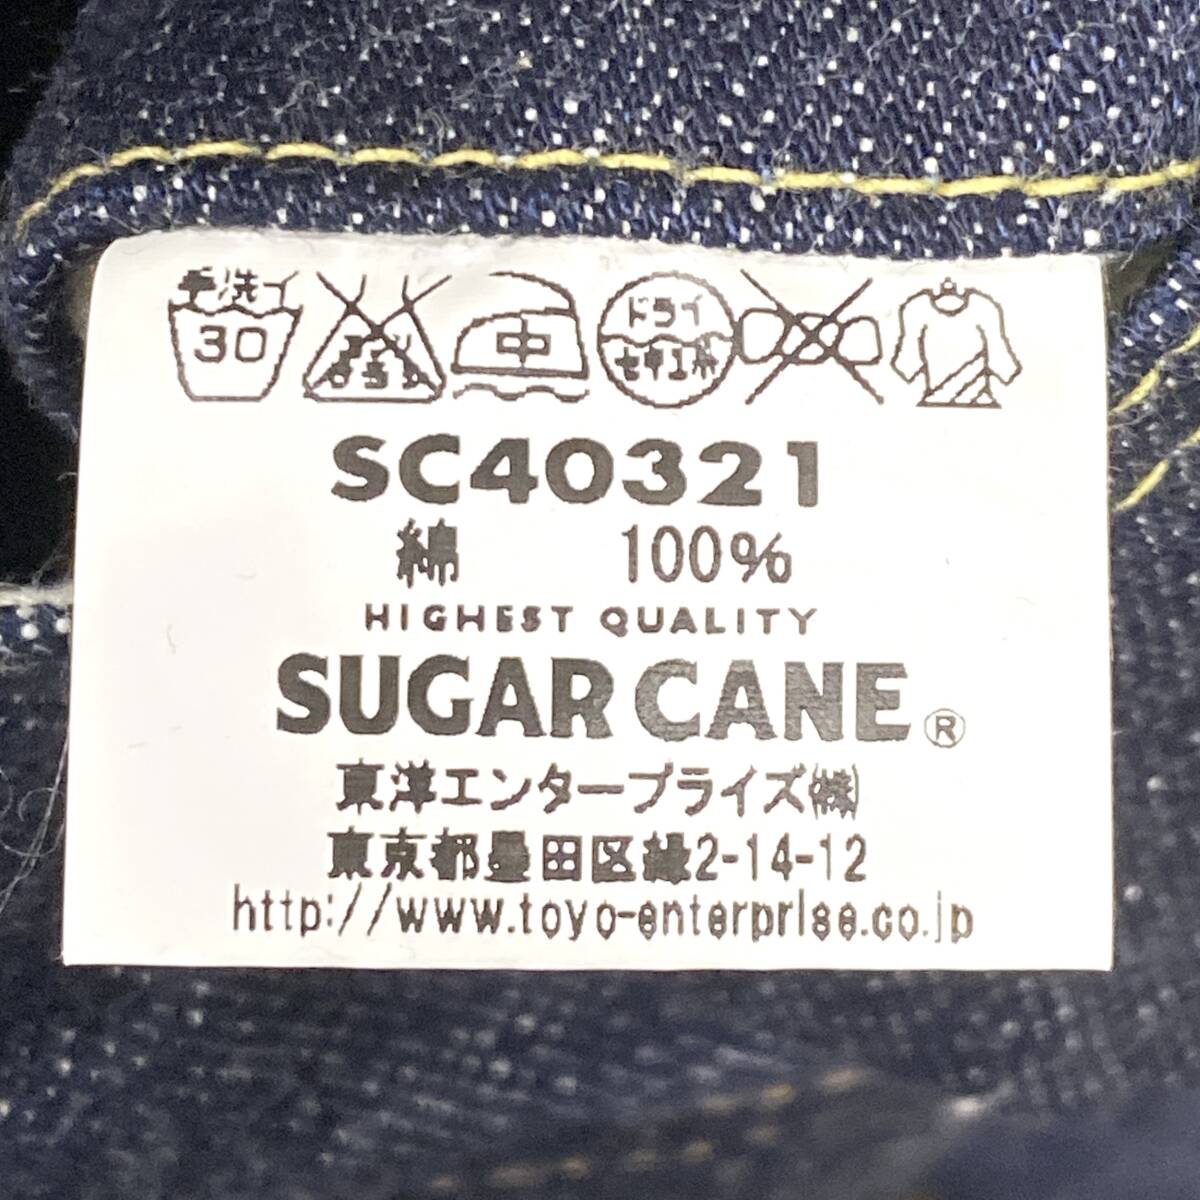 手洗イ 30 中 ドライ セキユ系
SC40321
綿 100%
HIGHEST QUALITY
SUGAR CANE ®
東洋エンタープライズ(株)
東京都墨田区緑2-14-12
http://www.toyo-enterprise.co.jp